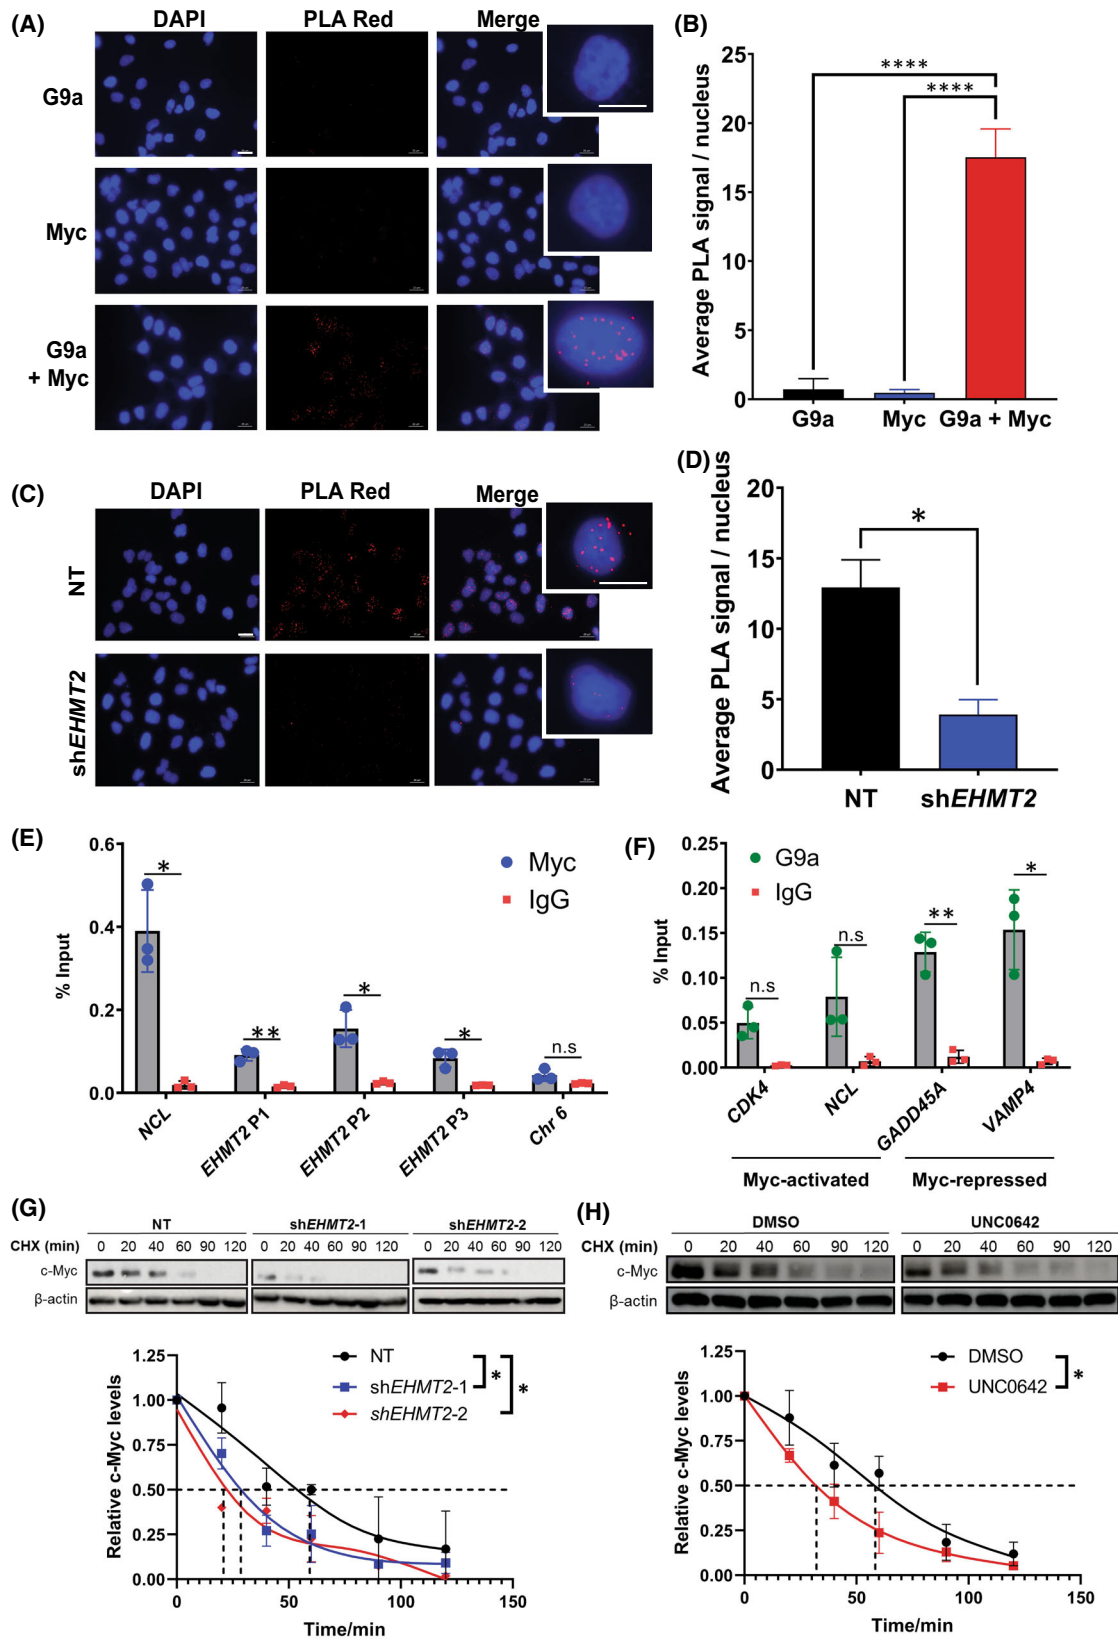 (A)
DAPI PLA Red Merge
G9a
Myc
G9a
+ Myc
(B)
Average PLA signal / nucleus
25
20
15
10
5
0
****
****
G9a Myc G9a + Myc
(C)
DAPI PLA Red Merge
NT
shEHMT2
(D)
Average PLA signal / nucleus
20
15
10
5
0
*
NT shEHMT2
(E)
% Input
0.6
0.4
0.2
0.0
Myc
IgG
* ** * * n.s
NCL EHMT2 P1 EHMT2 P2 EHMT2 P3 Chr 6
(F)
% Input
0.25
0.20
0.15
0.10
0.05
0.00
G9a
IgG
n.s n.s ** *
CDK4 NCL GADD45A VAMP4
Myc-activated Myc-repressed
(G)
NT shEHMT2-1 shEHMT2-2
CHX (min) 0 20 40 60 90 120 0 20 40 60 90 120 0 20 40 60 90 120
c-Myc
β-actin
Relative c-Myc levels
1.25
1.00
0.75
0.50
0.25
0.00
NT
shEHMT2-1
shEHMT2-2
*
*
0 50 100 150
Time/min
(H)
DMSO UNC0642
CHX (min) 0 20 40 60 90 120 0 20 40 60 90 120
c-Myc
β-actin
Relative c-Myc levels
1.25
1.00
0.75
0.50
0.25
0.00
DMSO
UNC0642
*
0 50 100 150
Time/min